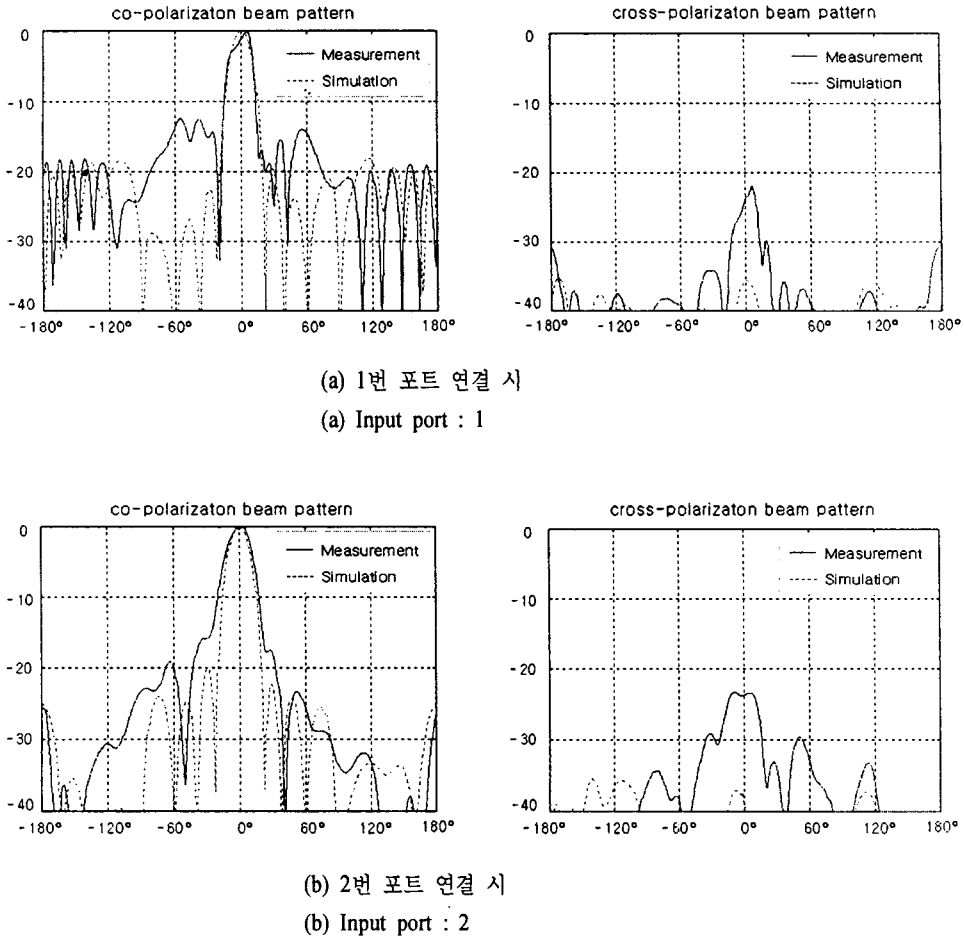 co-polarizaton beam pattern
cross-polarizaton beam pattern
0
-10
-20
-30
-40
-180° -120° -60° 0° 60° 120° 180°
Measurement
Simulation
0
-10
-20
-30
-40
-180° -120° -60° 0° 60° 120° 180°
Measurement
Simulation
(a) 1번 포트 연결 시
(a) Input port : 1
co-polarizaton beam pattern
cross-polarizaton beam pattern
0
-10
-20
-30
-40
-180° -120° -60° 0° 60° 120° 180°
Measurement
Simulation
0
-10
-20
-30
-40
-180° -120° -60° 0° 60° 120° 180°
Measurement
Simulation
(b) 2번 포트 연결 시
(b) Input port : 2